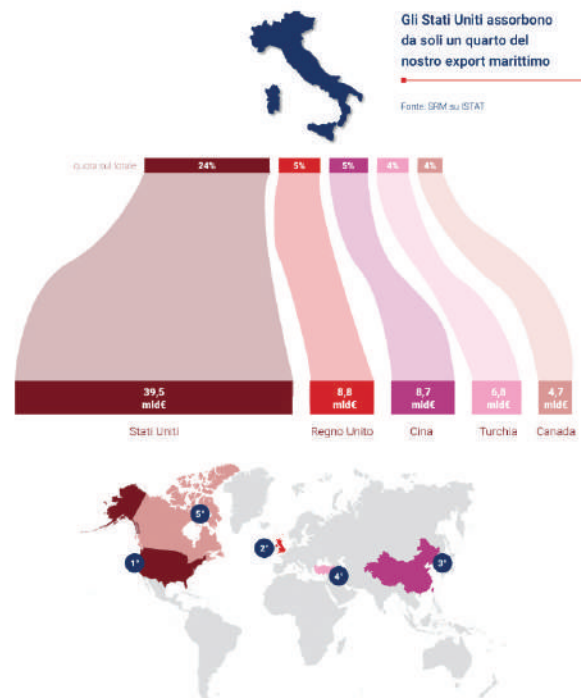 Gli Stati Uniti assorbono
da soli un quarto del
nostro export marittimo
Fonte: SRM su ISTAT
quota sul totale
24%
5%
5%
4%
4%
39,5
mld€
8,8
mld€
8,7
mld€
6,8
mld€
4,7
mld€
Stati Uniti
Regno Unito
Cina
Turchia
Canada
5°
2°
1°
3°
4°